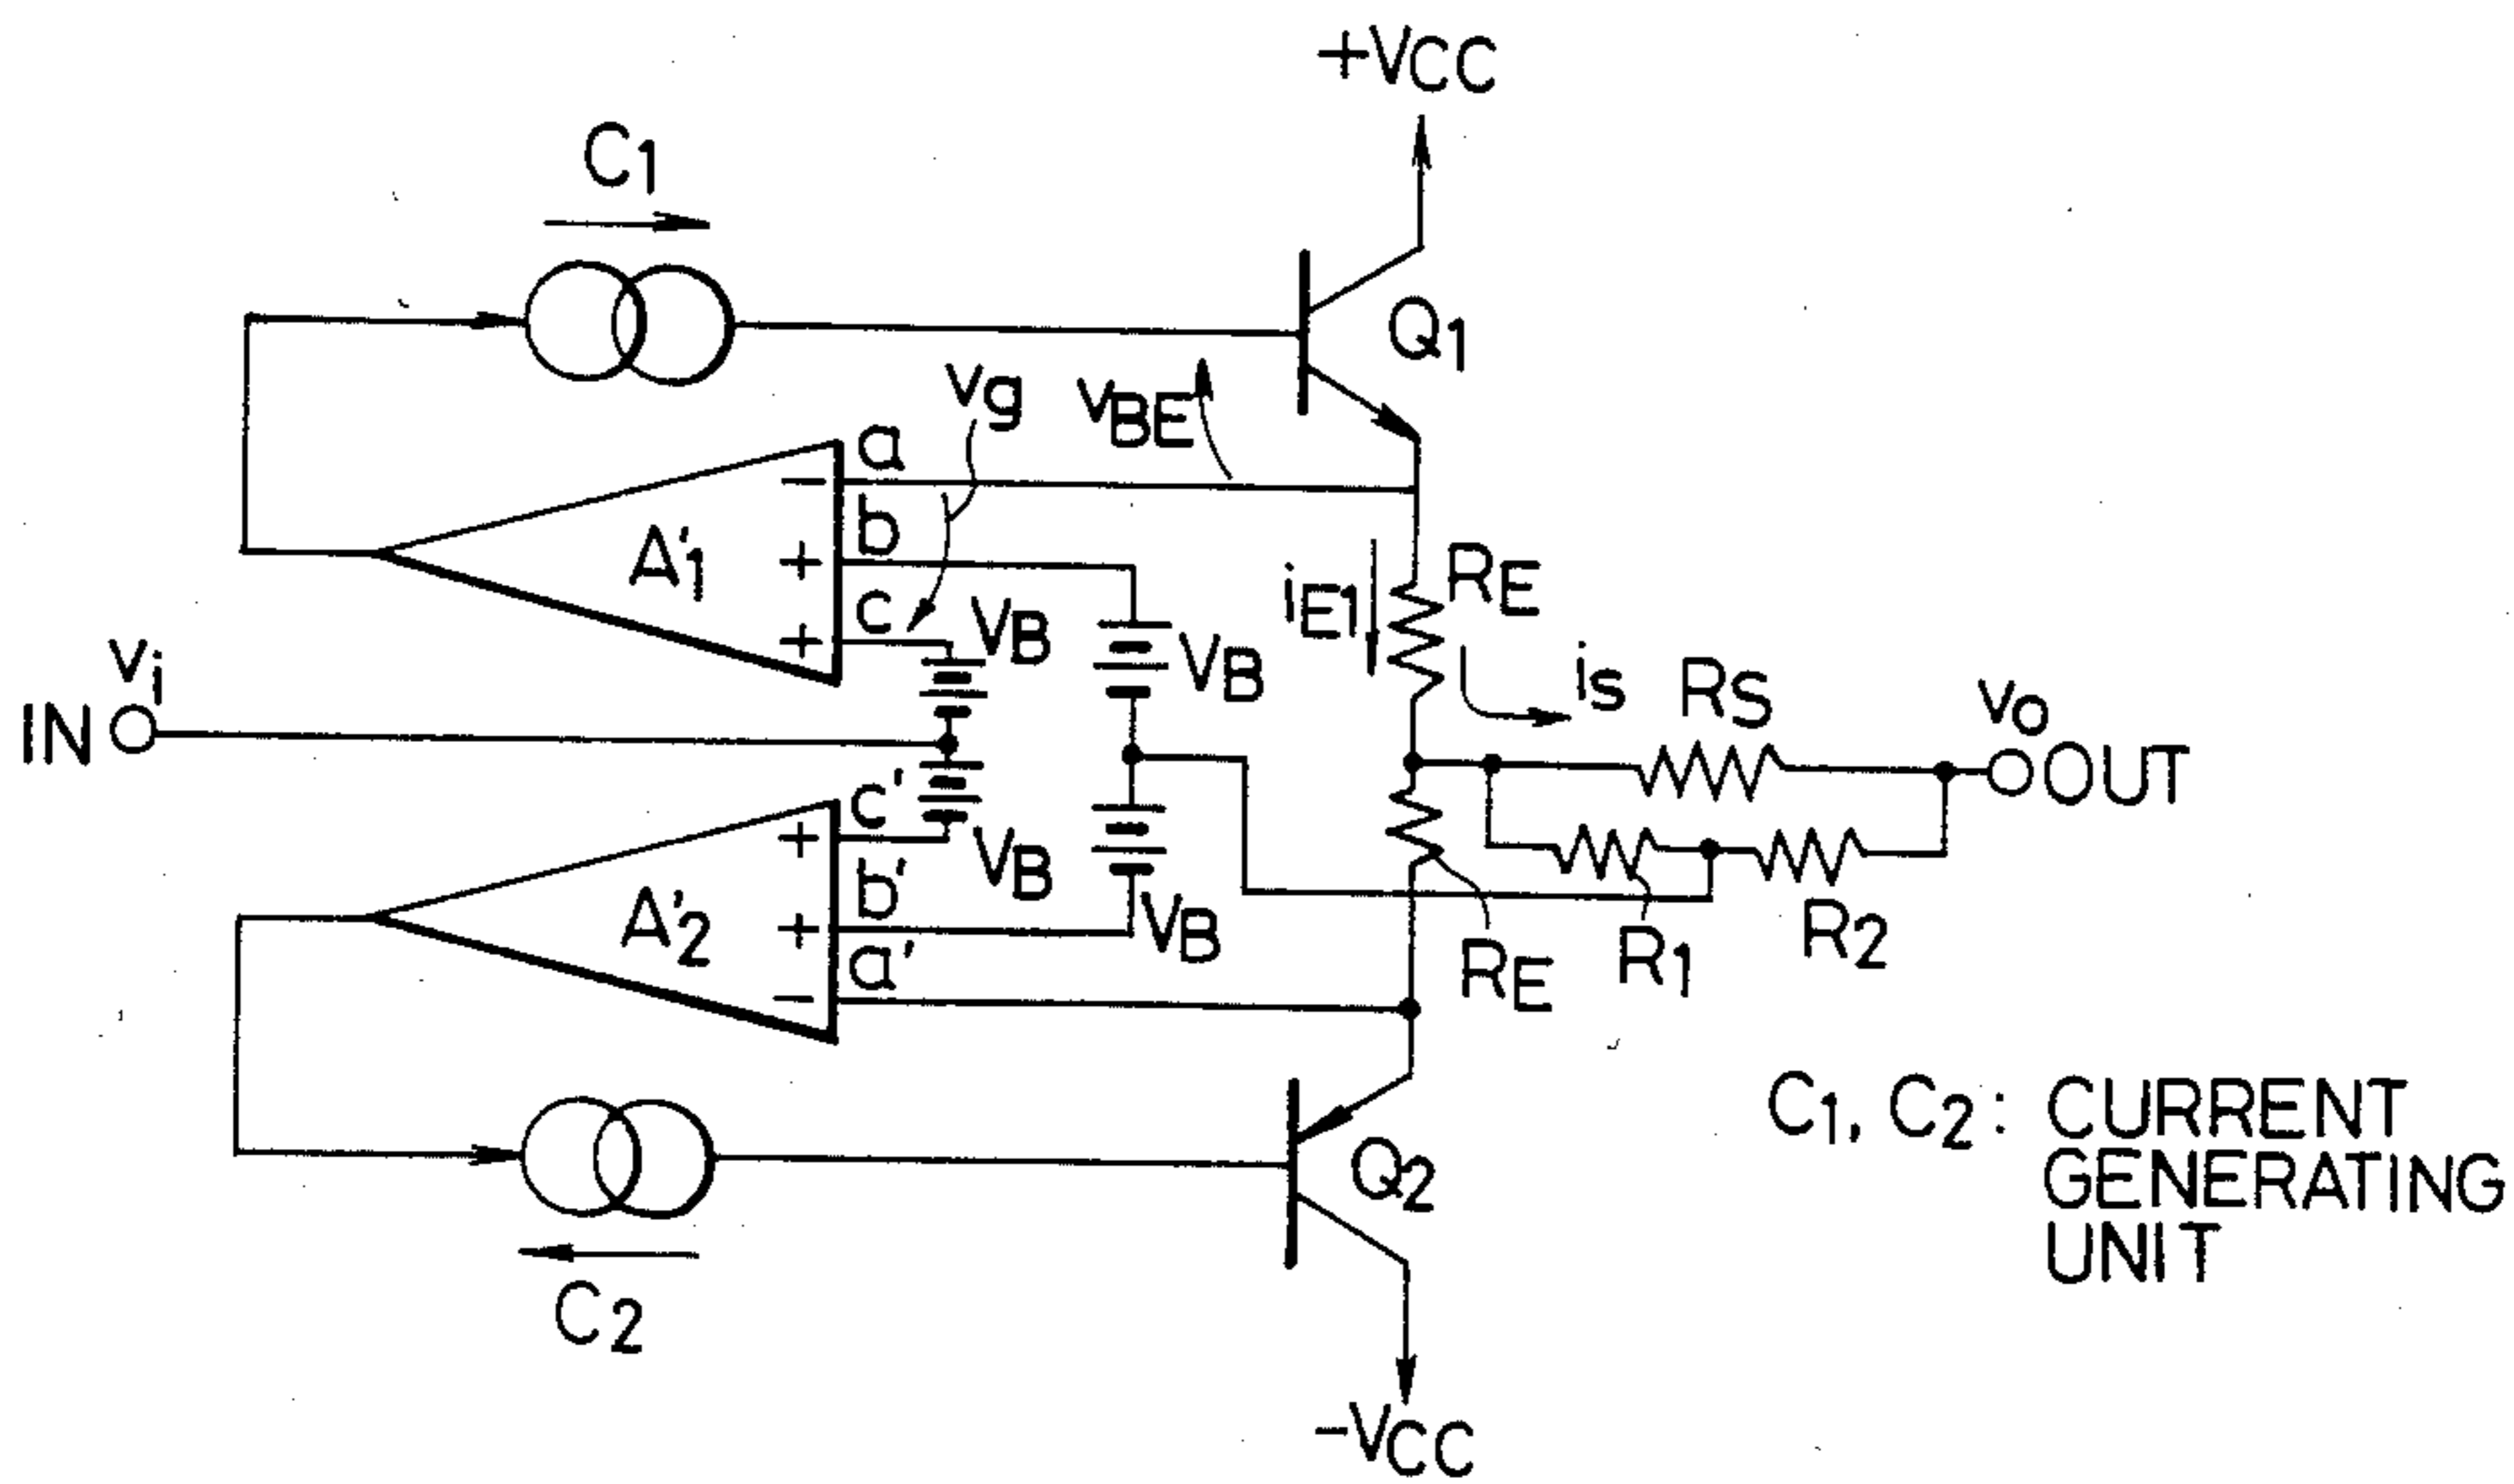 +VCC
C1
Q1
vg
vBE
a
−
b
A'1
+
c
+
VB
VB
iE1
RE
is
RS
vo
OUT
vi
IN
c'
+
VB
b'
A'2
+
a'
−
VB
RE
R1
R2
Q2
C2
C1, C2 : CURRENT
GENERATING
UNIT
−VCC